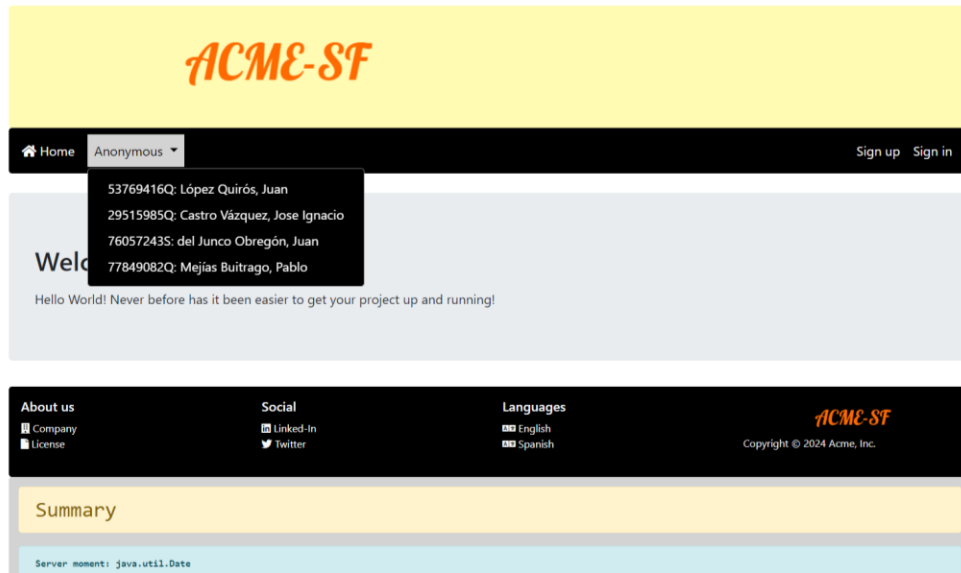 ACME-SF
Home Anonymous Sign up Sign in
53769416Q: López Quirós, Juan
29515985Q: Castro Vázquez, Jose Ignacio
76057243S: del Junco Obregón, Juan
77849082Q: Mejías Buitrago, Pablo
Welc
Hello World! Never before has it been easier to get your project up and running!
About us
Company
License
Social
Linked-In
Twitter
Languages
English
Spanish
ACME-SF
Copyright © 2024 Acme, Inc.
Summary
Server moment: java.util.Date